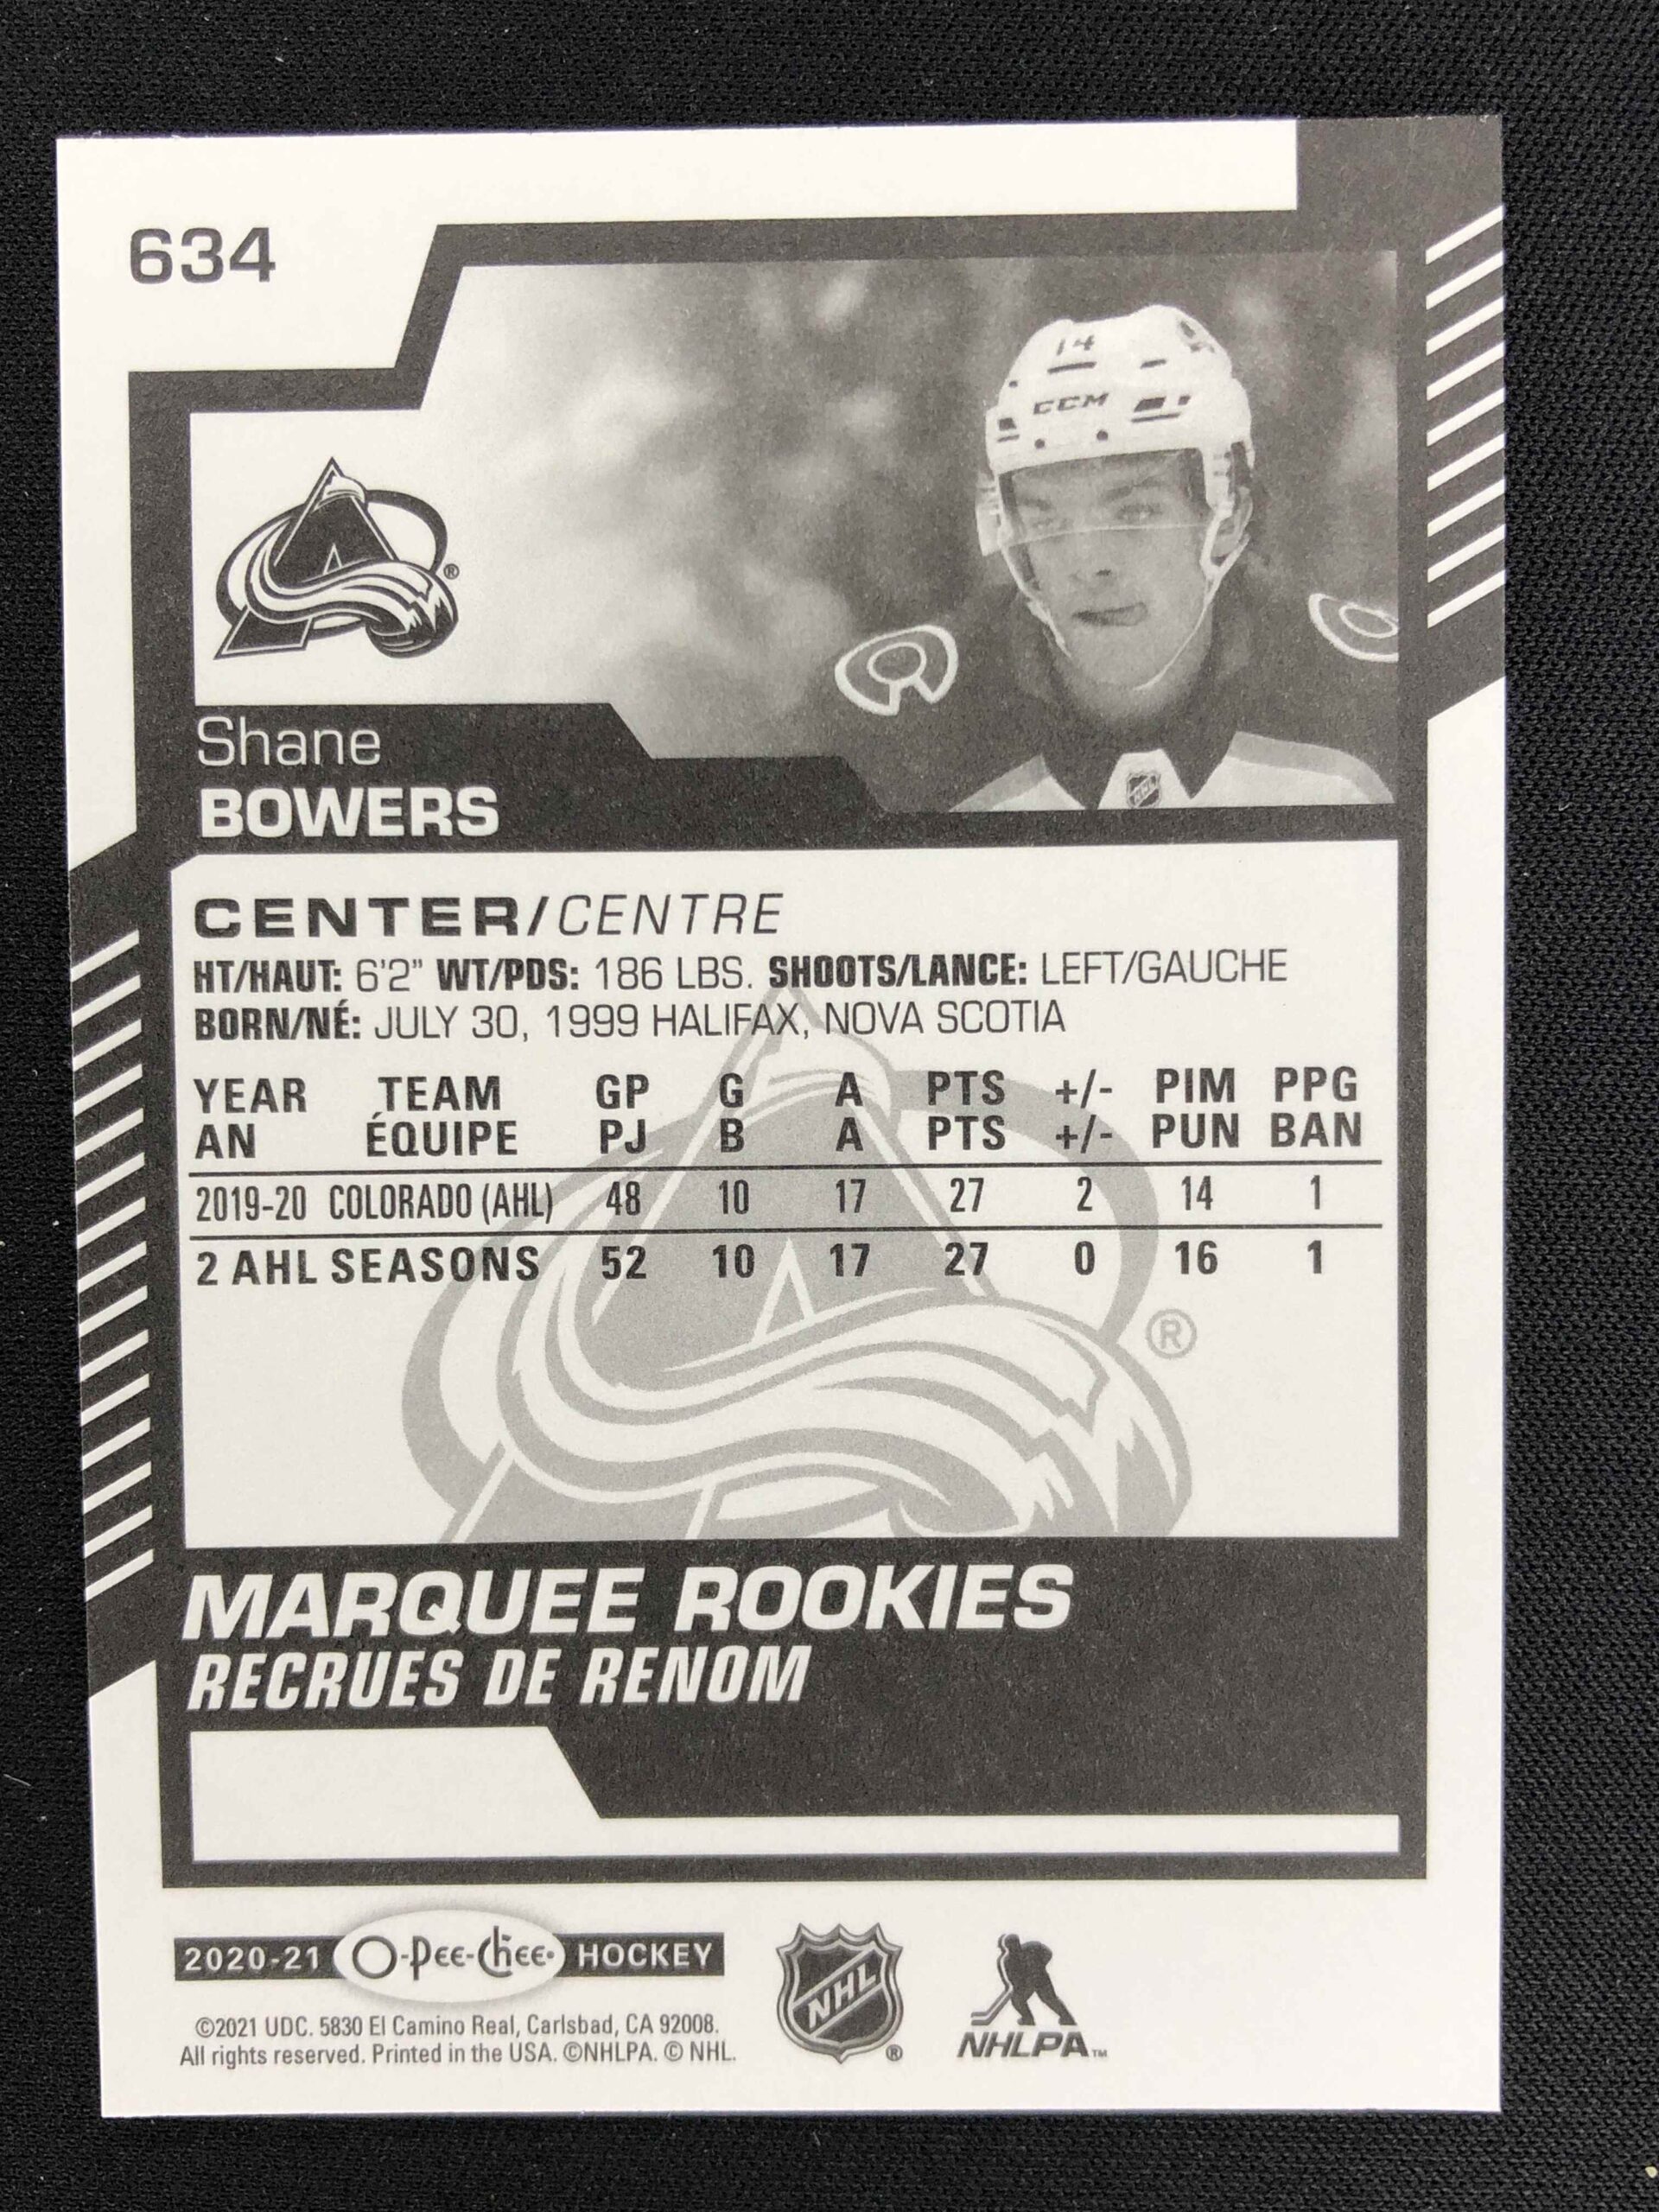 634
14
CCM
®
Shane
BOWERS
NHL
CENTER/CENTRE
HT/HAUT: 6'2" WT/PDS: 186 LBS. SHOOTS/LANCE: LEFT/GAUCHE
BORN/NÉ: JULY 30, 1999 HALIFAX, NOVA SCOTIA
YEAR TEAM GP G A PTS +/- PIM PPG
AN ÉQUIPE PJ B A PTS +/- PUN BAN
2019-20 COLORADO (AHL) 48 10 17 27 2 14 1
2 AHL SEASONS 52 10 17 27 0 16 1
®
MARQUEE ROOKIES
RECRUES DE RENOM
2020-21 O-Pee-Chee HOCKEY
NHL ®
NHLPA™
©2021 UDC. 5830 El Camino Real, Carlsbad, CA 92008.
All rights reserved. Printed in the USA. ©NHLPA. © NHL.